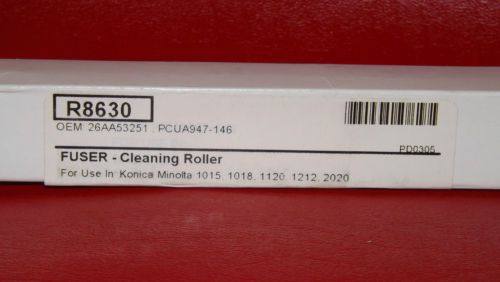 R8630
OEM: 26AA53251 , PCUA947-146
PD0305
FUSER - Cleaning Roller
For Use In: Konica Minolta 1015, 1018, 1120, 1212, 2020